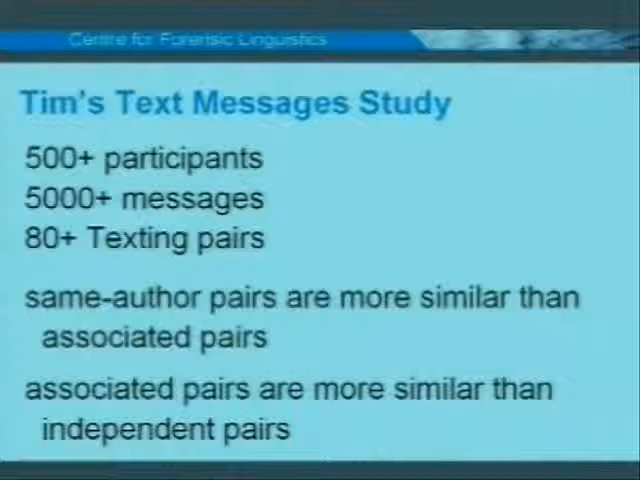 Centre for Forensic Linguistics
Tim's Text Messages Study
500+ participants
5000+ messages
80+ Texting pairs
same-author pairs are more similar than
associated pairs
associated pairs are more similar than
independent pairs